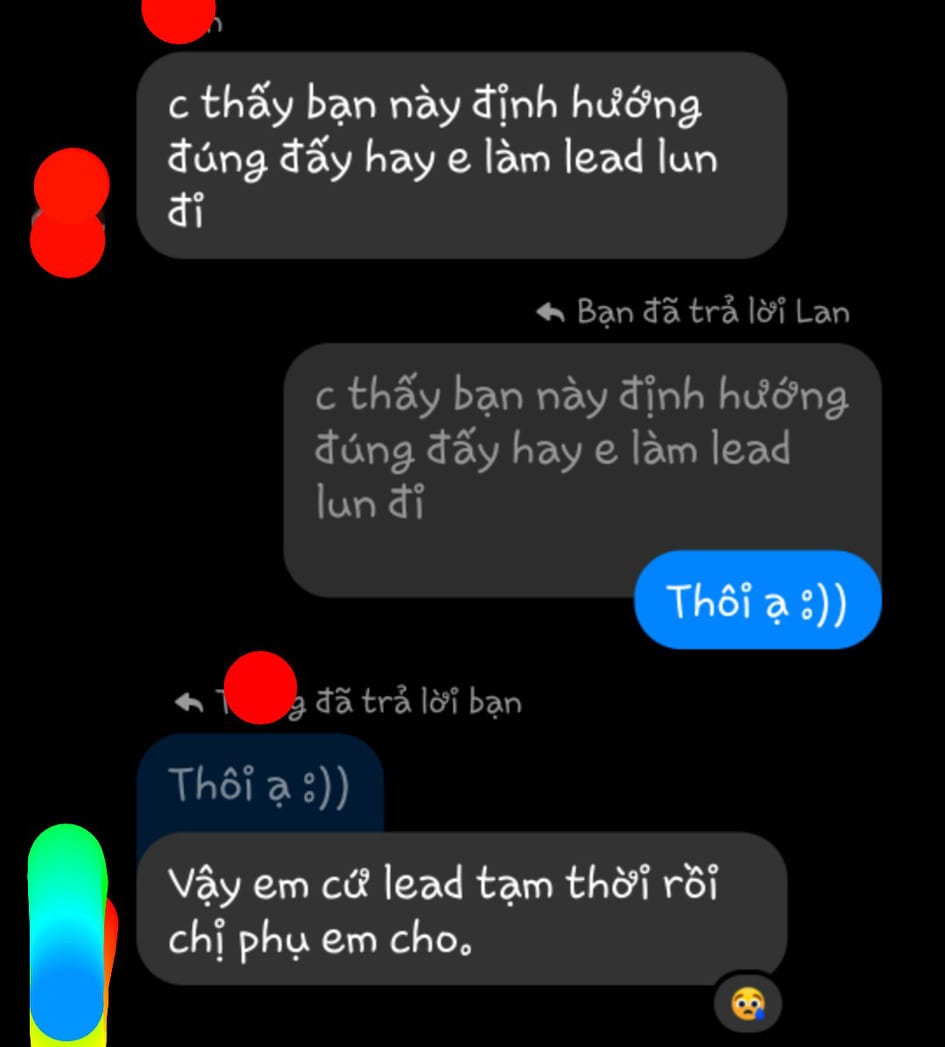 c thấy bạn này định hướng
đúng đấy hay e làm lead lun
đi
Bạn đã trả lời Lan
c thấy bạn này định hướng
đúng đấy hay e làm lead
lun đi
Thôi ạ :))
đã trả lời bạn
Thôi ạ :))
Vậy em cứ lead tạm thời rồi
chị phụ em cho.